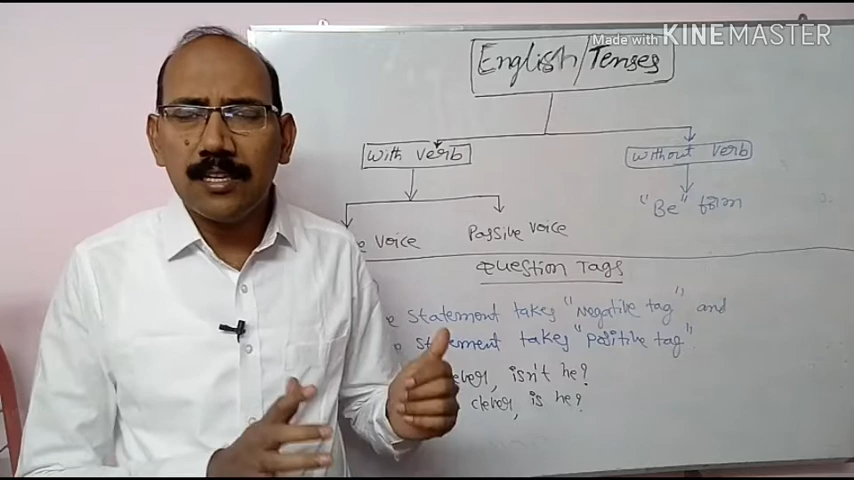 Made with KINEMASTER
English/Tenses
With verb
Without verb
"Be" form
voice
Passive voice
Question Tags
statement takes "Negative tag" and
statement takes "Positive tag".
clever, isn't he?
clever, is he?